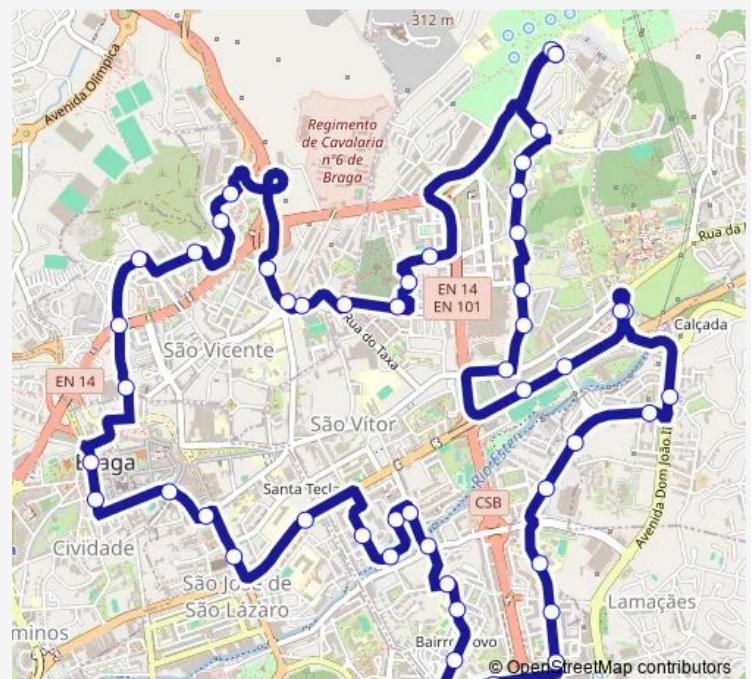 312 m
Avenida Olímpica
Regimento
de Cavalaria
nº6 de
Braga
Rua da
EN 14
EN 101
Calçada
São Vicente
Rua do Taxa
EN 14
São Vitor
Braga
Rio Este
Santa Tecla
CSB
Avenida Dom João II
Cividade
São José de
São Lázaro
Lamaçães
minos
Bairro Novo
© OpenStreetMap contributors